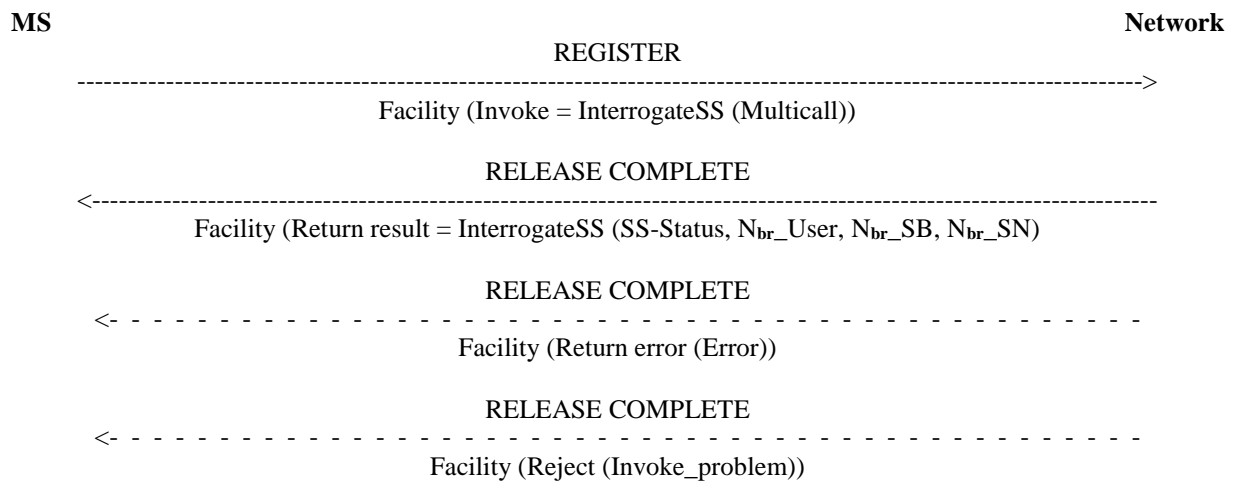 MS Network
REGISTER
Facility (Invoke = InterrogateSS (Multicall))
RELEASE COMPLETE
Facility (Return result = InterrogateSS (SS-Status, Nbr_User, Nbr_SB, Nbr_SN)
RELEASE COMPLETE
Facility (Return error (Error))
RELEASE COMPLETE
Facility (Reject (Invoke_problem))